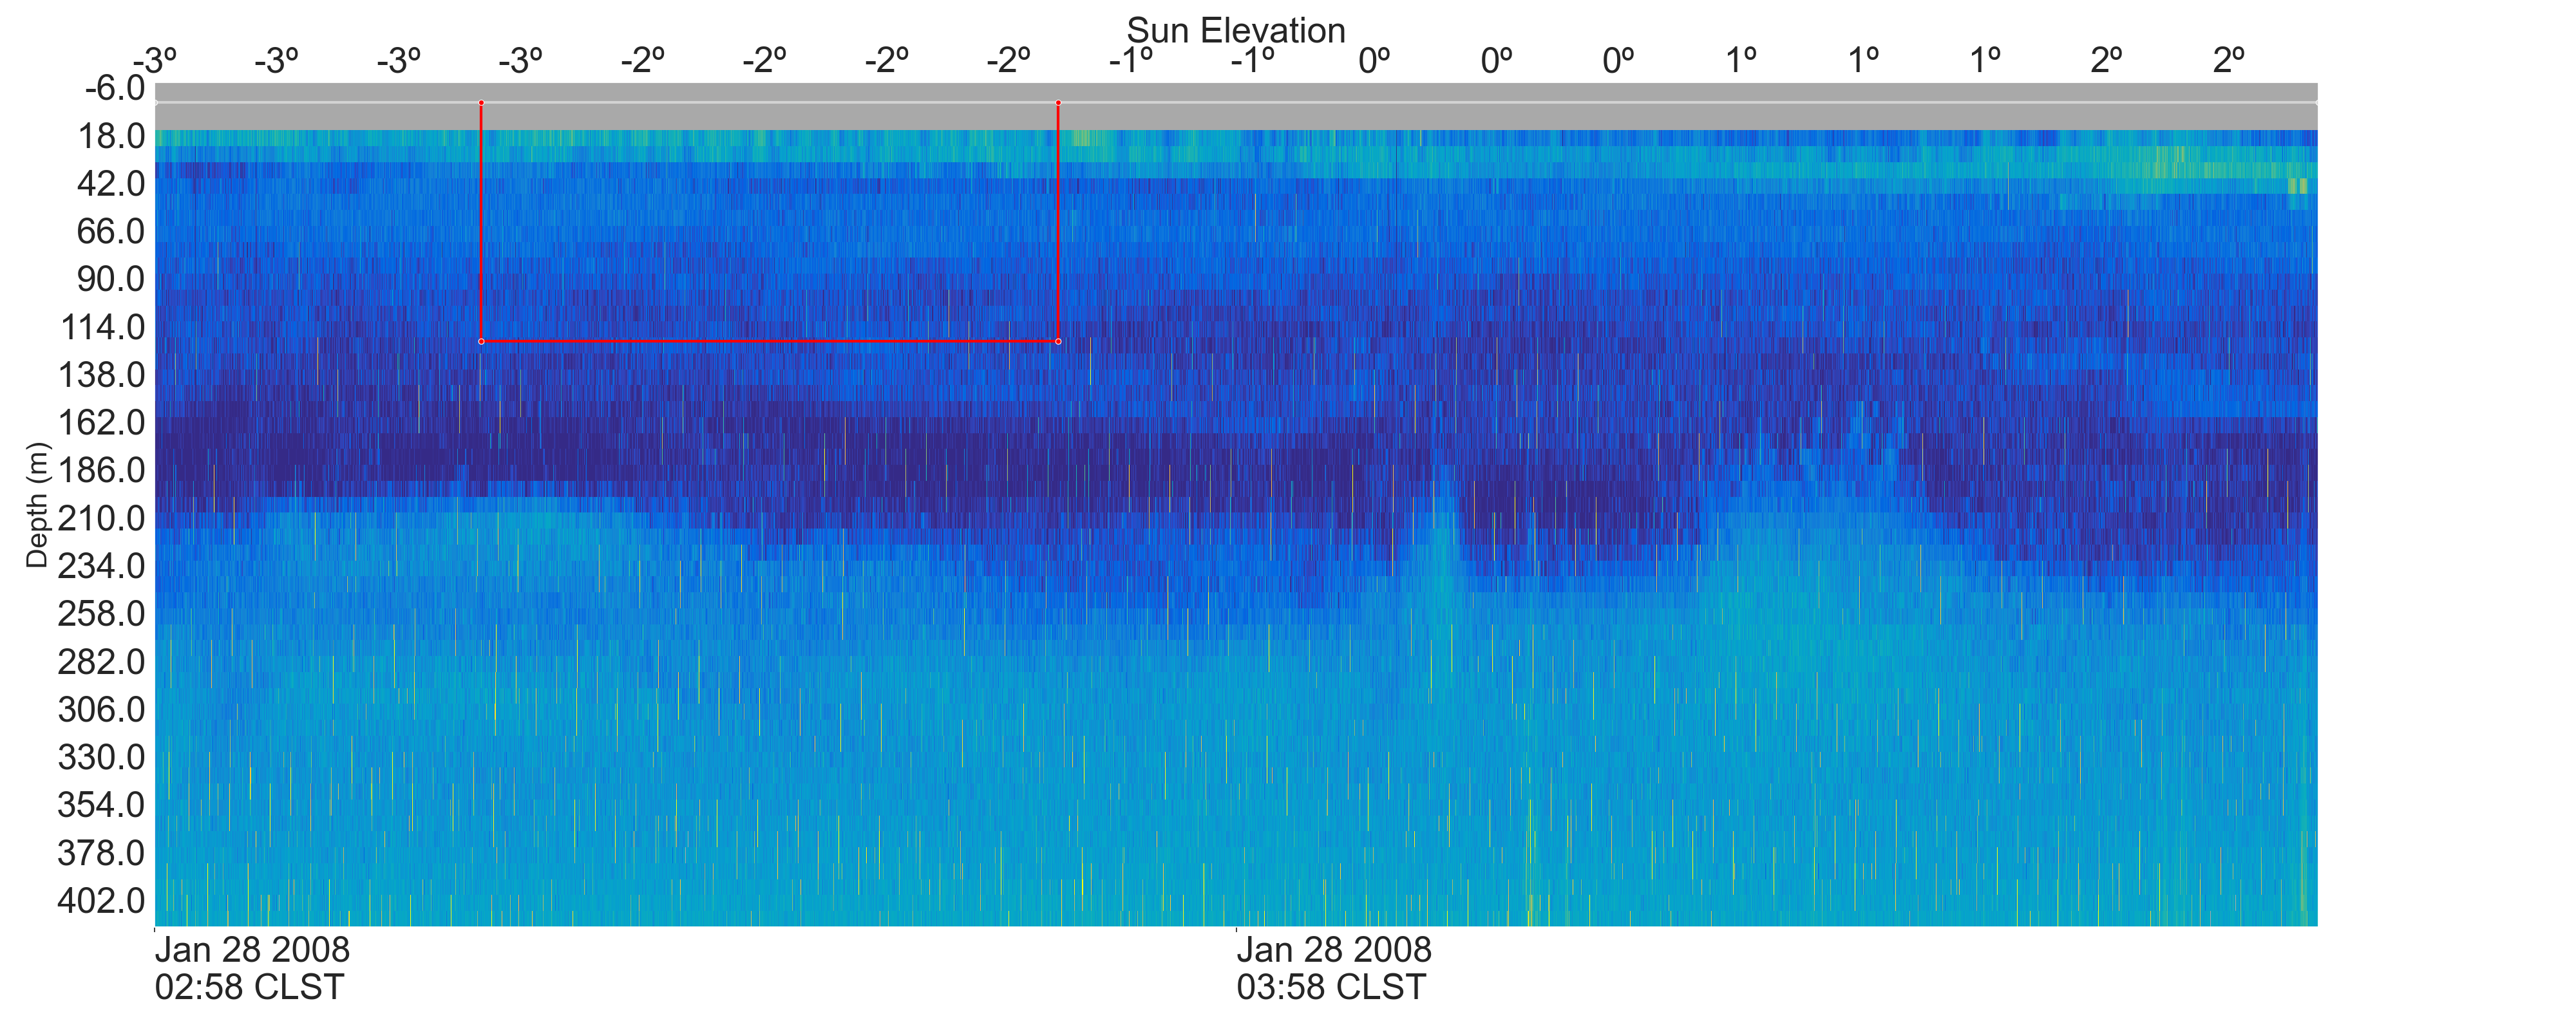 Sun Elevation
-3º -3º -3º -3º -2º -2º -2º -2º -1º -1º 0º 0º 0º 1º 1º 1º 2º 2º
-6.0
18.0
42.0
66.0
90.0
114.0
138.0
162.0
186.0
210.0
234.0
258.0
282.0
306.0
330.0
354.0
378.0
402.0
Depth (m)
Jan 28 2008
02:58 CLST
Jan 28 2008
03:58 CLST